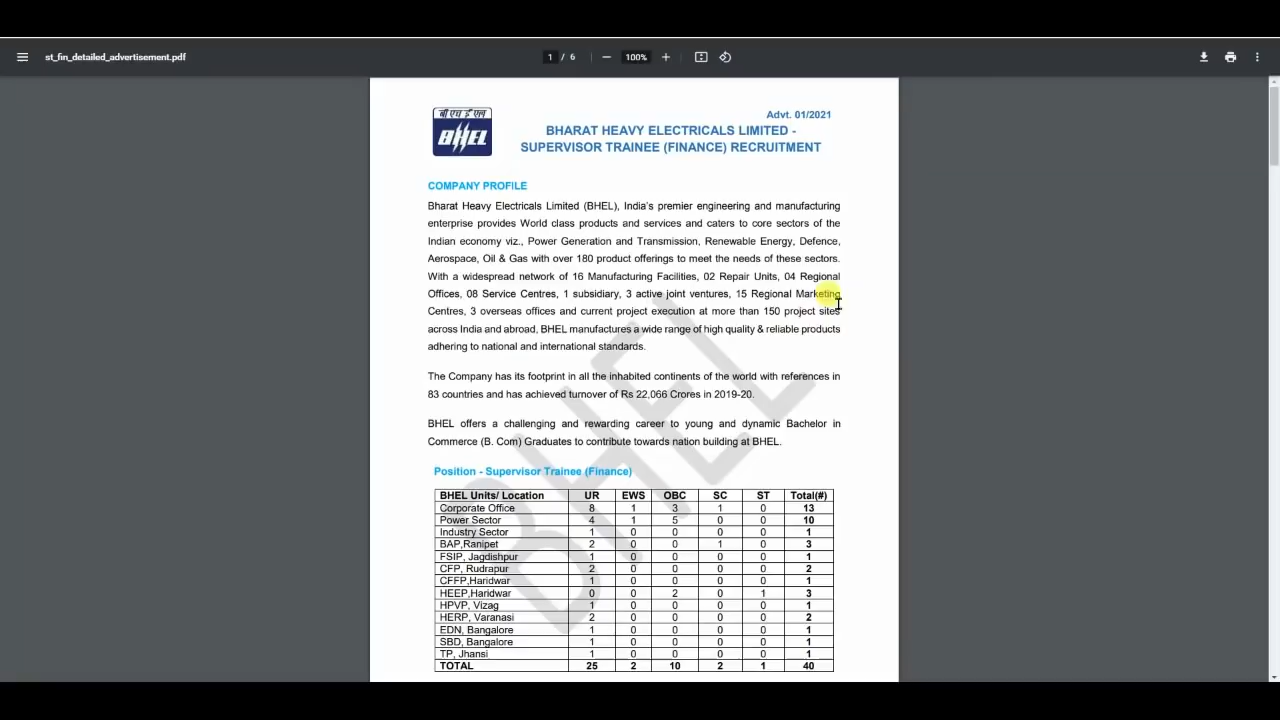 st_fin_detailed_advertisement.pdf
1 / 6
100%
बी एच ई एल
BHEL
Advt. 01/2021
BHARAT HEAVY ELECTRICALS LIMITED -
SUPERVISOR TRAINEE (FINANCE) RECRUITMENT
COMPANY PROFILE
Bharat Heavy Electricals Limited (BHEL), India's premier engineering and manufacturing
enterprise provides World class products and services and caters to core sectors of the
Indian economy viz., Power Generation and Transmission, Renewable Energy, Defence,
Aerospace, Oil & Gas with over 180 product offerings to meet the needs of these sectors.
With a widespread network of 16 Manufacturing Facilities, 02 Repair Units, 04 Regional
Offices, 08 Service Centres, 1 subsidiary, 3 active joint ventures, 15 Regional Marketing
Centres, 3 overseas offices and current project execution at more than 150 project sites
across India and abroad, BHEL manufactures a wide range of high quality & reliable products
adhering to national and international standards.
The Company has its footprint in all the inhabited continents of the world with references in
83 countries and has achieved turnover of Rs 22,066 Crores in 2019-20.
BHEL offers a challenging and rewarding career to young and dynamic Bachelor in
Commerce (B. Com) Graduates to contribute towards nation building at BHEL.
Position - Supervisor Trainee (Finance)
BHEL Units/ Location UR EWS OBC SC ST Total(#)
Corporate Office 8 1 3 1 0 13
Power Sector 4 1 5 0 0 10
Industry Sector 1 0 0 0 0 1
BAP,Ranipet 2 0 0 1 0 3
FSIP, Jagdishpur 1 0 0 0 0 1
CFP, Rudrapur 2 0 0 0 0 2
CFFP,Haridwar 1 0 0 0 0 1
HEEP,Haridwar 0 0 2 0 1 3
HPVP, Vizag 1 0 0 0 0 1
HERP, Varanasi 2 0 0 0 0 2
EDN, Bangalore 1 0 0 0 0 1
SBD, Bangalore 1 0 0 0 0 1
TP, Jhansi 1 0 0 0 0 1
TOTAL 25 2 10 2 1 40
BHEL